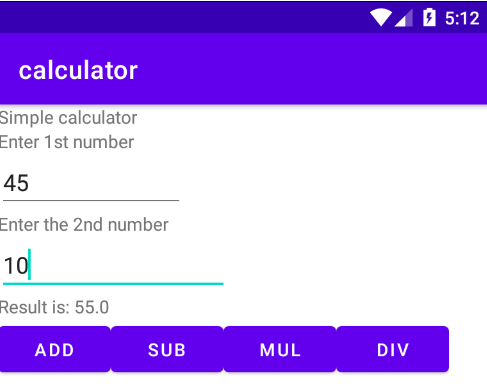 5:12
calculator
Simple calculator
Enter 1st number
45
Enter the 2nd number
10
Result is: 55.0
ADD SUB MUL DIV